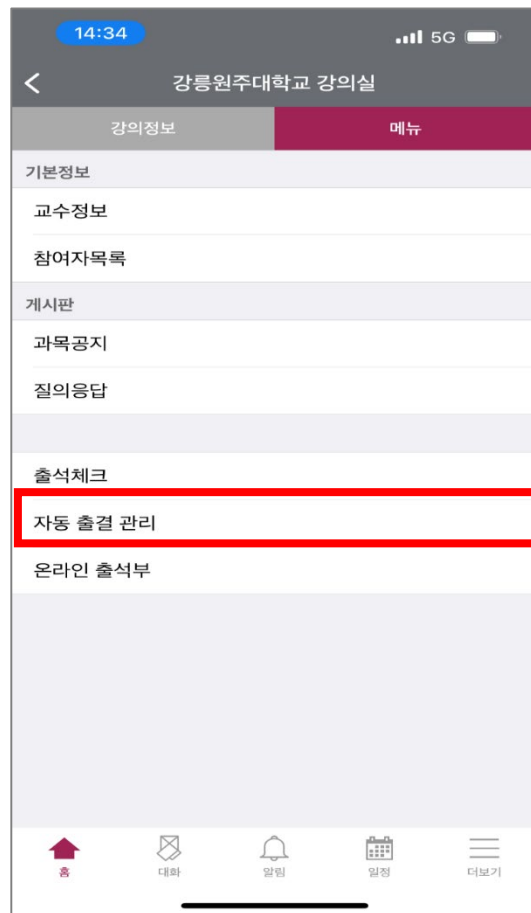 14:34
5G
강릉원주대학교 강의실
강의정보
메뉴
기본정보
교수정보
참여자목록
게시판
과목공지
질의응답
출석체크
자동 출결 관리
온라인 출석부
홈
대화
알림
일정
더보기